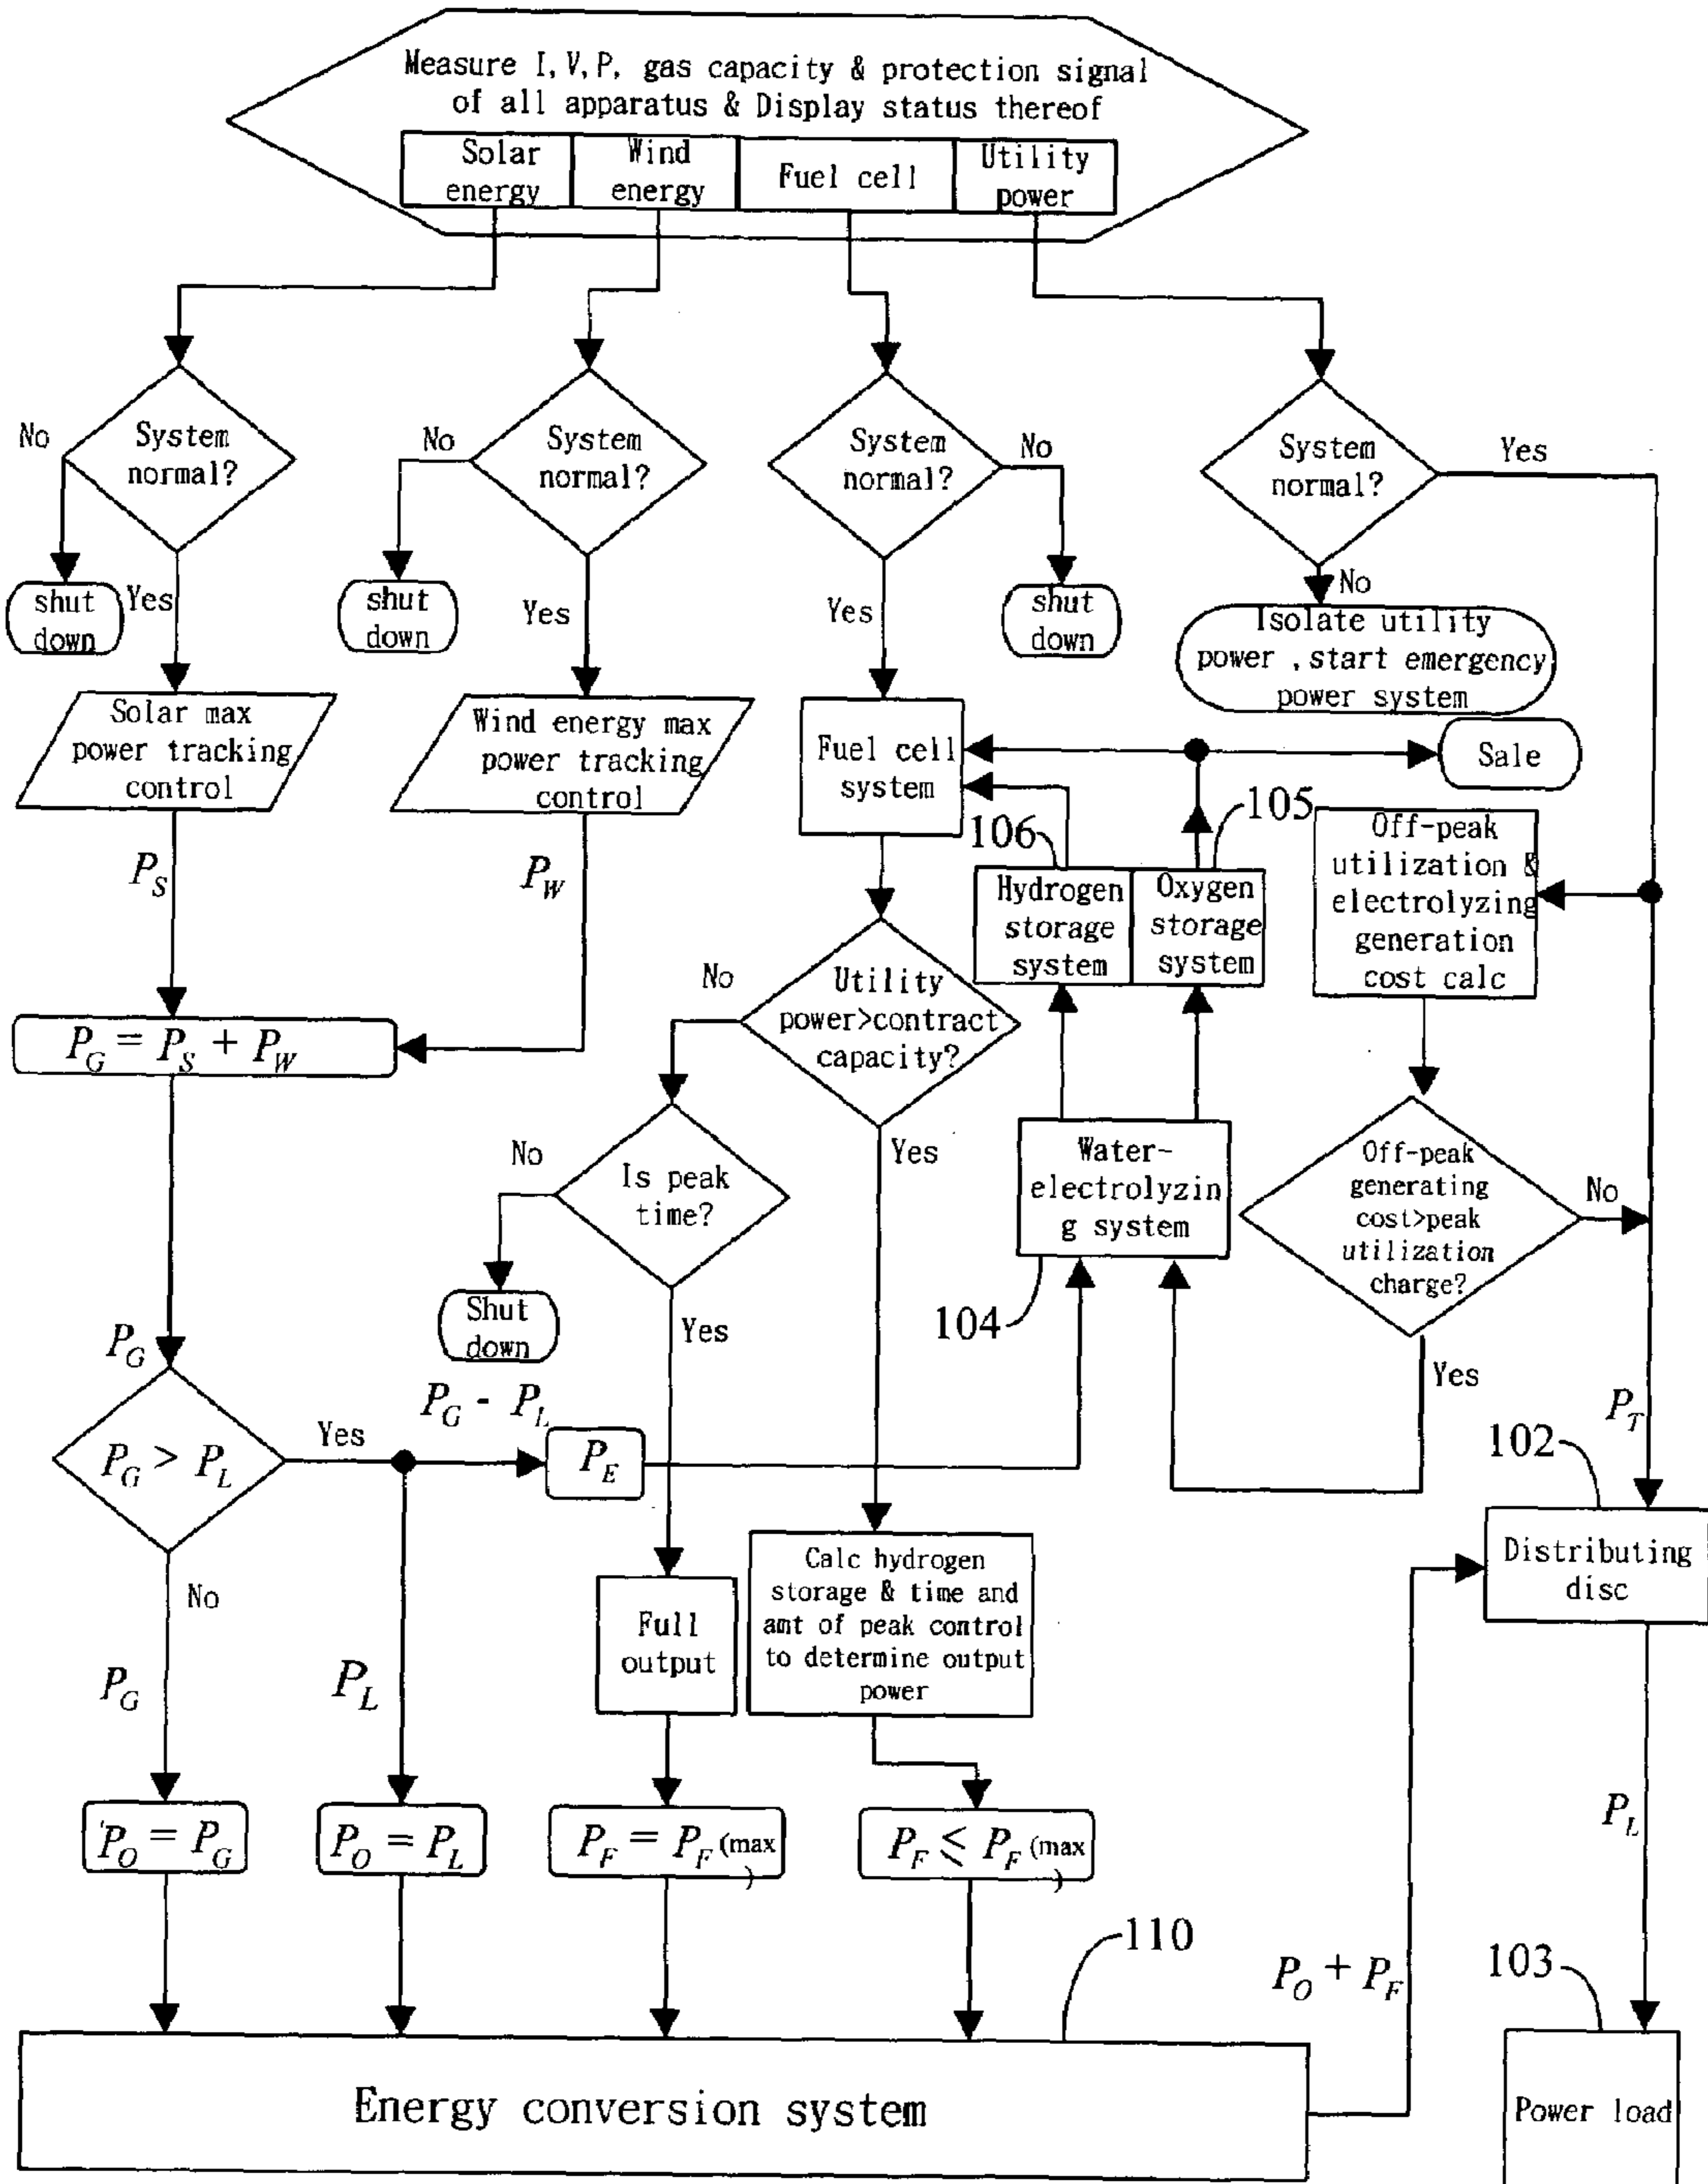 Measure I, V, P, gas capacity & protection signal
of all apparatus & Display status thereof
Solar
energy
Wind
energy
Fuel cell
Utility
power
No
System
normal?
No
System
normal?
System
normal?
No
System
normal?
Yes
shut
down
Yes
shut
down
Yes
Yes
shut
down
No
Isolate utility
power , start emergency
power system
Solar max
power tracking
control
Wind energy max
power tracking
control
Fuel cell
system
Sale
105
106
P_S
P_W
Hydrogen
storage
system
Oxygen
storage
system
Off-peak
utilization &
electrolyzing
generation
cost calc
No
Utility
power>contract
capacity?
P_G = P_S + P_W
No
Is peak
time?
Yes
Water-
electrolyzin
g system
104
Off-peak
generating
cost>peak
utilization
charge?
No
Shut
down
Yes
Yes
P_G
P_G - P_L
P_T
P_G > P_L
Yes
P_E
102
No
Full
output
Calc hydrogen
storage & time and
amt of peak control
to determine output
power
Distributing
disc
P_G
P_L
P_L
P_O = P_G
P_O = P_L
P_F = P_F (max
)
P_F ≤ P_F (max
)
110
P_O + P_F
103
Energy conversion system
Power load